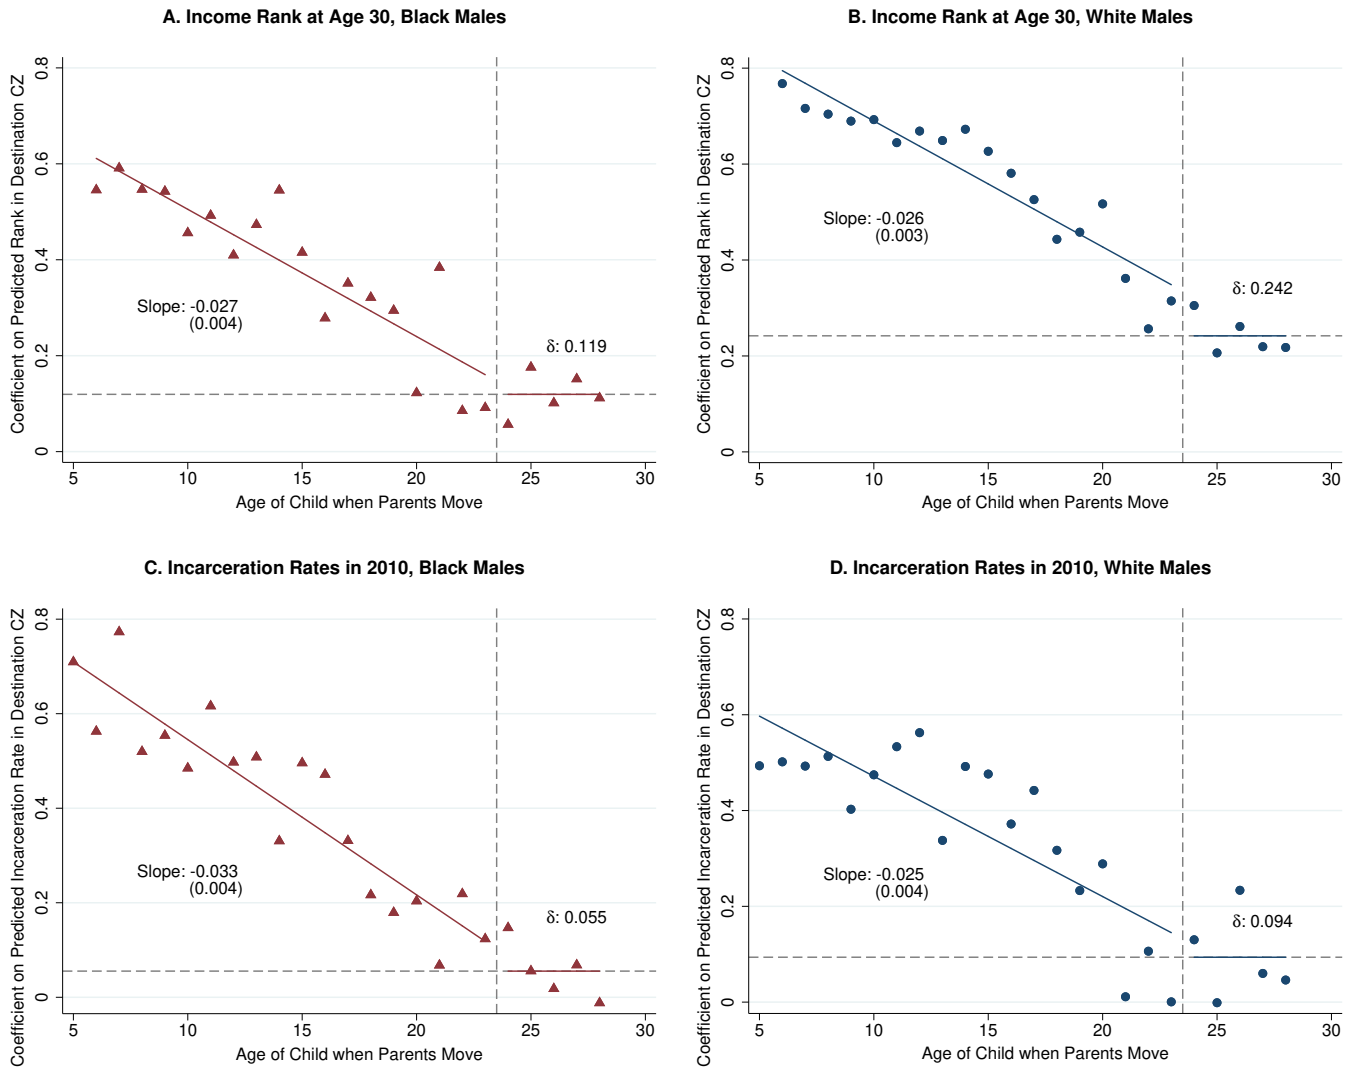 A. Income Rank at Age 30, Black Males
Coefficient on Predicted Rank in Destination CZ
0.8
0.6
0.4
0.2
0
Slope: -0.027
(0.004)
δ: 0.119
5 10 15 20 25 30
Age of Child when Parents Move
B. Income Rank at Age 30, White Males
Coefficient on Predicted Rank in Destination CZ
0.8
0.6
0.4
0.2
0
Slope: -0.026
(0.003)
δ: 0.242
5 10 15 20 25 30
Age of Child when Parents Move
C. Incarceration Rates in 2010, Black Males
Coefficient on Predicted Incarceration Rate in Destination CZ
0.8
0.6
0.4
0.2
0
Slope: -0.033
(0.004)
δ: 0.055
5 10 15 20 25 30
Age of Child when Parents Move
D. Incarceration Rates in 2010, White Males
Coefficient on Predicted Incarceration Rate in Destination CZ
0.8
0.6
0.4
0.2
0
Slope: -0.025
(0.004)
δ: 0.094
5 10 15 20 25 30
Age of Child when Parents Move